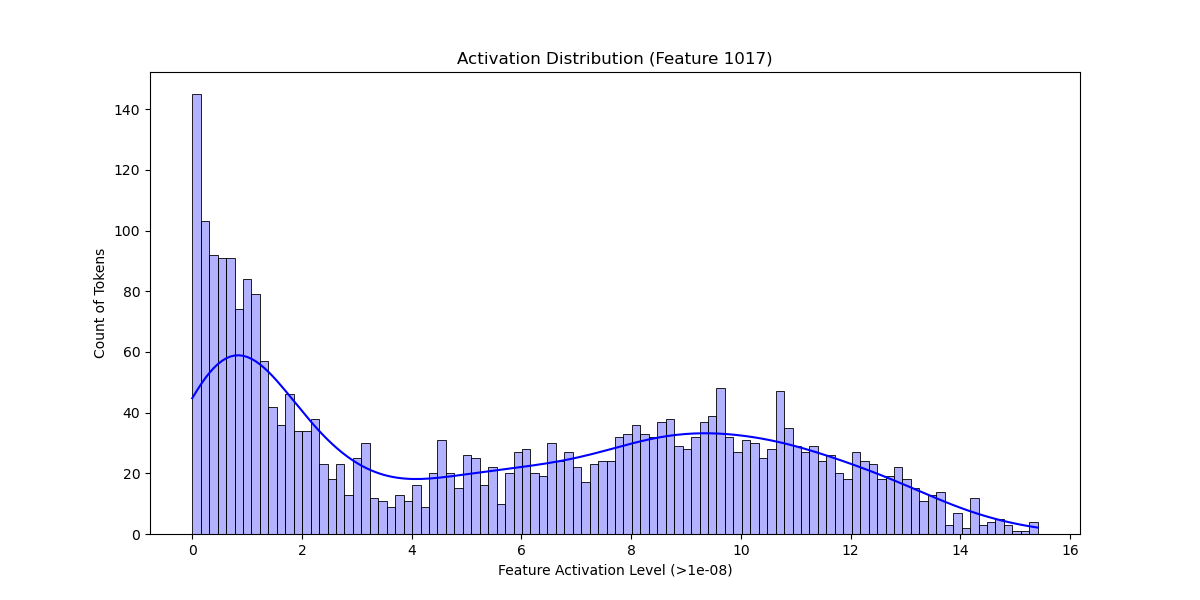 Activation Distribution (Feature 1017)
Count of Tokens
140
120
100
80
60
40
20
0
0 2 4 6 8 10 12 14 16
Feature Activation Level (>1e-08)